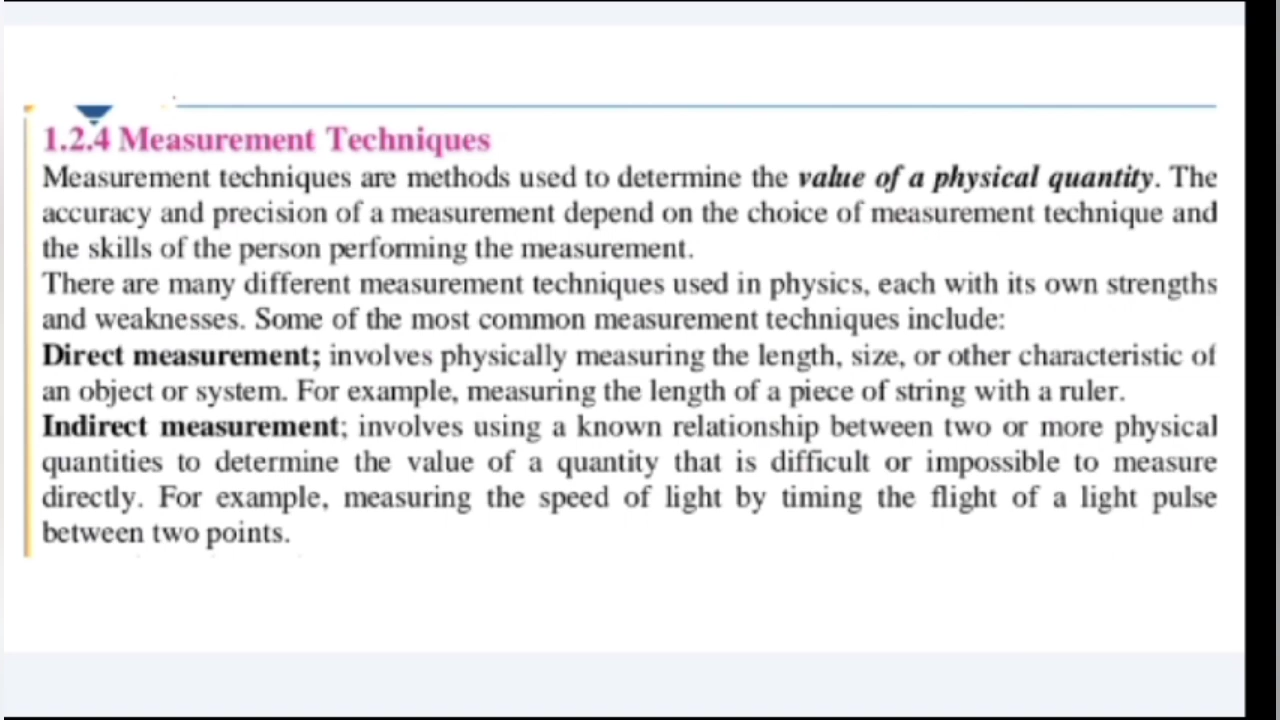 1.2.4 Measurement Techniques
Measurement techniques are methods used to determine the value of a physical quantity. The
accuracy and precision of a measurement depend on the choice of measurement technique and
the skills of the person performing the measurement.
There are many different measurement techniques used in physics, each with its own strengths
and weaknesses. Some of the most common measurement techniques include:
Direct measurement; involves physically measuring the length, size, or other characteristic of
an object or system. For example, measuring the length of a piece of string with a ruler.
Indirect measurement; involves using a known relationship between two or more physical
quantities to determine the value of a quantity that is difficult or impossible to measure
directly. For example, measuring the speed of light by timing the flight of a light pulse
between two points.